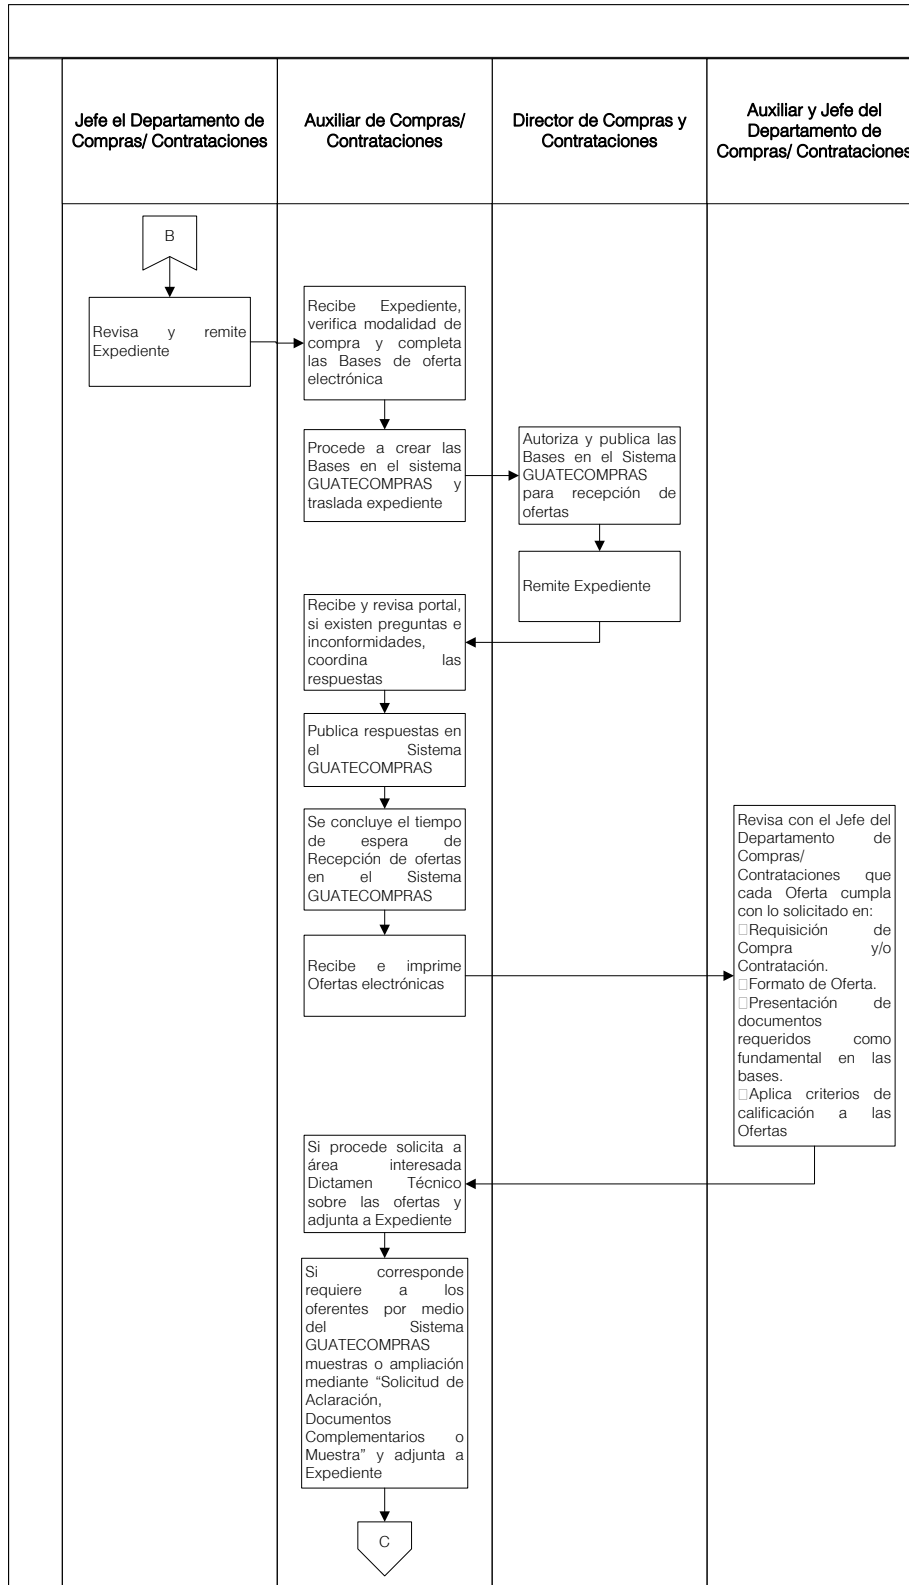 Jefe el Departamento de
Compras/ Contrataciones
Auxiliar de Compras/
Contrataciones
Director de Compras y
Contrataciones
Auxiliar y Jefe del
Departamento de
Compras/ Contrataciones
B
Revisa y remite
Expediente
Recibe Expediente,
verifica modalidad de
compra y completa
las Bases de oferta
electrónica
Procede a crear las
Bases en el sistema
GUATECOMPRAS y
traslada expediente
Autoriza y publica las
Bases en el Sistema
GUATECOMPRAS
para recepción de
ofertas
Remite Expediente
Recibe y revisa portal,
si existen preguntas e
inconformidades,
coordina las
respuestas
Publica respuestas en
el Sistema
GUATECOMPRAS
Se concluye el tiempo
de espera de
Recepción de ofertas
en el Sistema
GUATECOMPRAS
Recibe e imprime
Ofertas electrónicas
Revisa con el Jefe del
Departamento de
Compras/
Contrataciones que
cada Oferta cumpla
con lo solicitado en:
Requisición de
Compra y/o
Contratación.
Formato de Oferta.
Presentación de
documentos
requeridos como
fundamental en las
bases.
Aplica criterios de
calificación a las
Ofertas
Si procede solicita a
área interesada
Dictamen Técnico
sobre las ofertas y
adjunta a Expediente
Si corresponde
requiere a los
oferentes por medio
del Sistema
GUATECOMPRAS
muestras o ampliación
mediante “Solicitud de
Aclaración,
Documentos
Complementarios o
Muestra” y adjunta a
Expediente
C